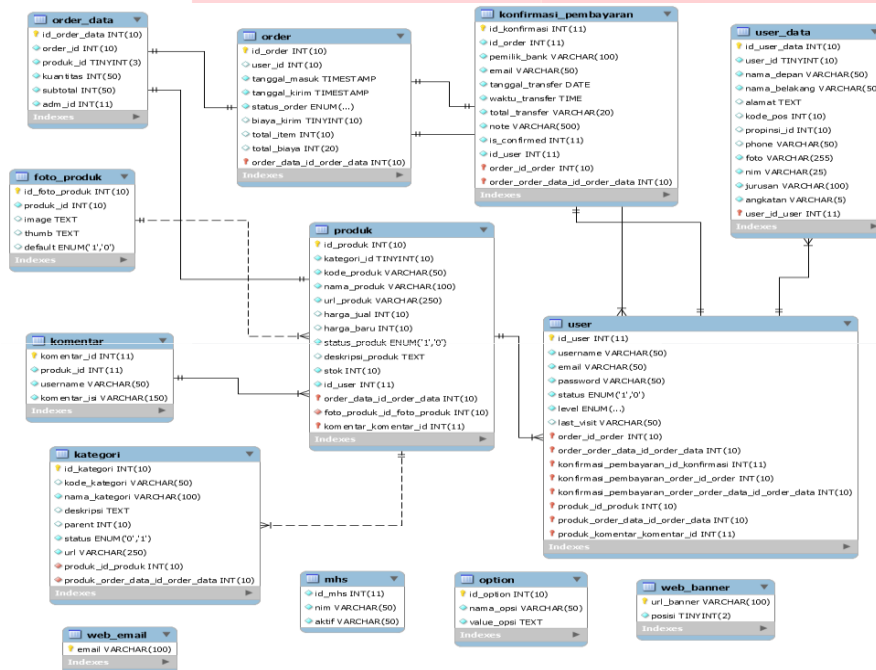 order_data
id_order_data INT(10)
order_id INT(10)
produk_id TINYINT(3)
kuantitas INT(50)
subtotal INT(50)
adm_id INT(11)
Indexes
order
id_order INT(10)
user_id INT(10)
tanggal_masuk TIMESTAMP
tanggal_kirim TIMESTAMP
status_order ENUM(...)
biaya_kirim TINYINT(10)
total_item INT(10)
total_biaya INT(20)
order_data_id_order_data INT(10)
Indexes
konfirmasi_pembayaran
id_konfirmasi INT(11)
id_order INT(11)
pemilik_bank VARCHAR(100)
email VARCHAR(50)
tanggal_transfer DATE
waktu_transfer TIME
total_transfer VARCHAR(20)
note VARCHAR(500)
is_confirmed INT(11)
id_user INT(11)
order_id_order INT(10)
order_order_data_id_order_data INT(10)
Indexes
user_data
id_user_data INT(10)
user_id TINYINT(10)
nama_depan VARCHAR(50)
nama_belakang VARCHAR(50)
alamat TEXT
kode_pos INT(10)
propinsi_id INT(10)
phone VARCHAR(50)
foto VARCHAR(255)
nim VARCHAR(25)
jurusan VARCHAR(100)
angkatan VARCHAR(5)
user_id_user INT(11)
Indexes
foto_produk
id_foto_produk INT(10)
produk_id INT(10)
image TEXT
thumb TEXT
default ENUM('1','0')
Indexes
produk
id_produk INT(10)
kategori_id TINYINT(10)
kode_produk VARCHAR(50)
nama_produk VARCHAR(100)
url_produk VARCHAR(250)
harga_jual INT(10)
harga_baru INT(10)
status_produk ENUM('1','0')
deskripsi_produk TEXT
stok INT(10)
id_user INT(11)
order_data_id_order_data INT(10)
foto_produk_id_foto_produk INT(10)
komentar_komentar_id INT(11)
Indexes
user
id_user INT(11)
username VARCHAR(50)
email VARCHAR(50)
password VARCHAR(50)
status ENUM('1','0')
level ENUM(...)
last_visit VARCHAR(50)
order_id_order INT(10)
order_order_data_id_order_data INT(10)
konfirmasi_pembayaran_id_konfirmasi INT(11)
konfirmasi_pembayaran_order_id_order INT(10)
konfirmasi_pembayaran_order_order_data_id_order_data INT(10)
produk_id_produk INT(10)
produk_order_data_id_order_data INT(10)
produk_komentar_komentar_id INT(11)
Indexes
komentar
komentar_id INT(11)
produk_id INT(11)
username VARCHAR(50)
komentar_isi VARCHAR(150)
Indexes
kategori
id_kategori INT(10)
kode_kategori VARCHAR(50)
nama_kategori VARCHAR(100)
deskripsi TEXT
parent INT(10)
status ENUM('0','1')
url VARCHAR(250)
produk_id_produk INT(10)
produk_order_data_id_order_data INT(10)
Indexes
mhs
id_mhs INT(11)
nim VARCHAR(50)
aktif VARCHAR(50)
Indexes
option
id_option INT(10)
nama_opsi VARCHAR(50)
value_opsi TEXT
Indexes
web_banner
url_banner VARCHAR(100)
posisi TINYINT(2)
Indexes
web_email
email VARCHAR(100)
Indexes